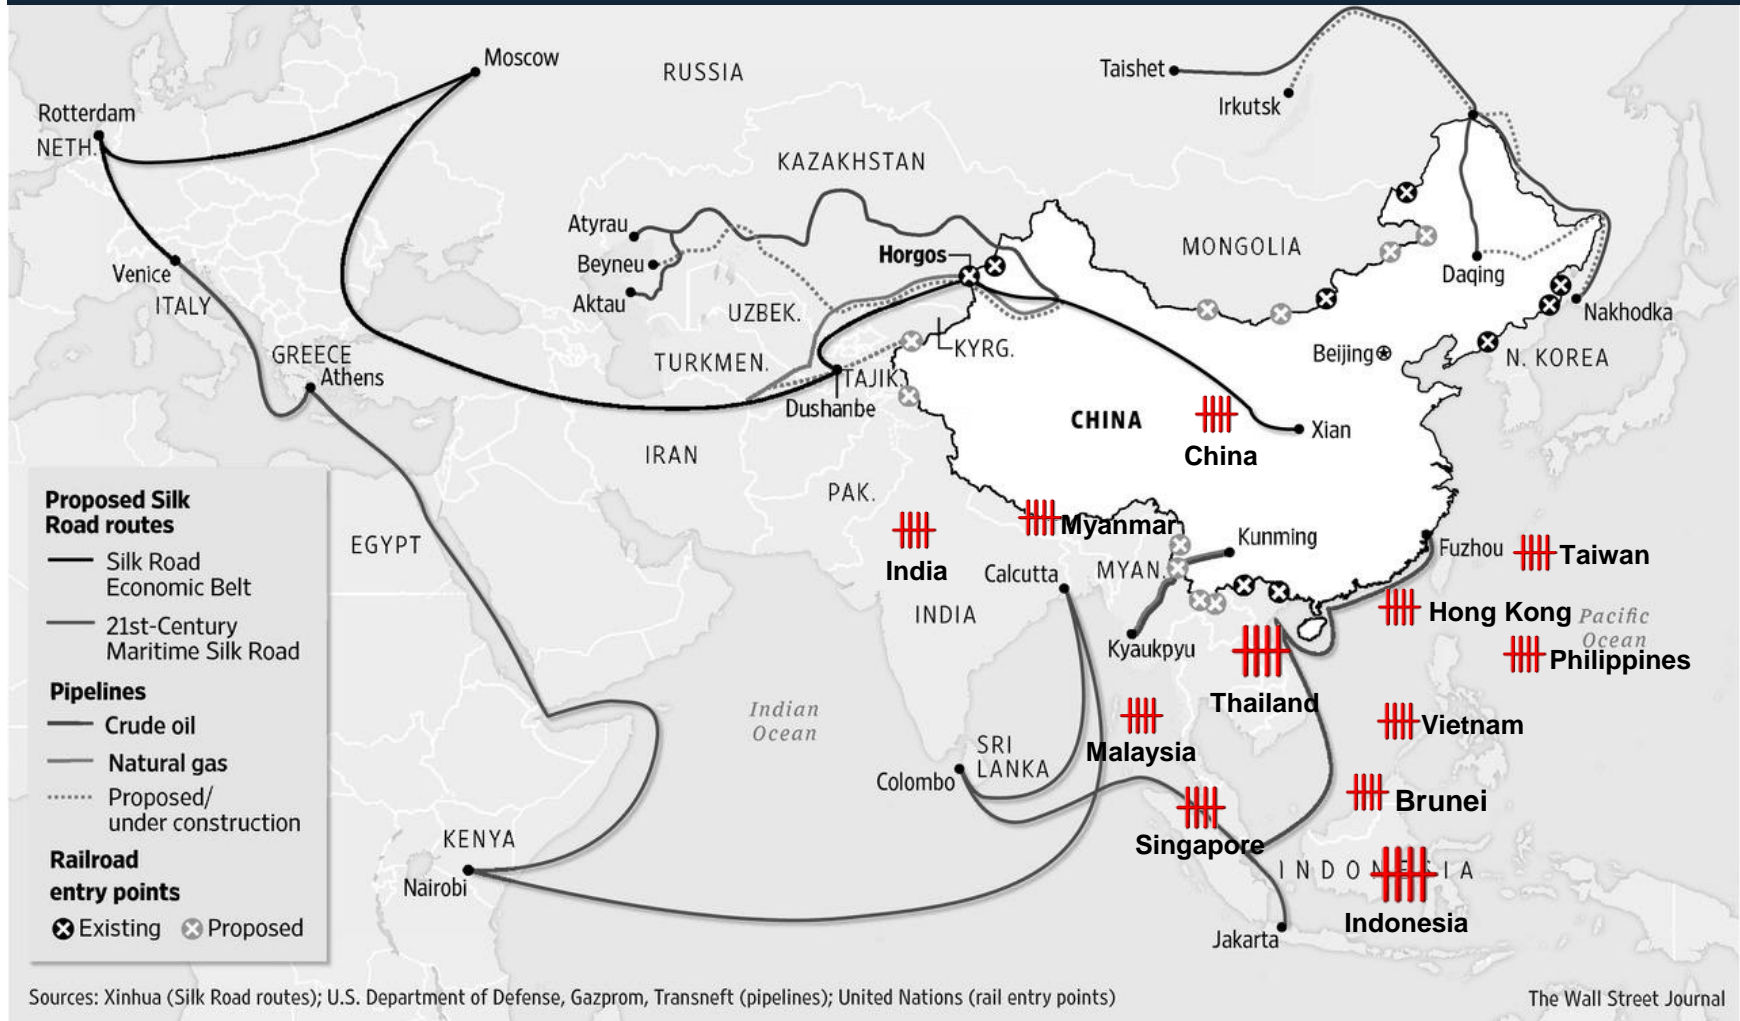 Moscow
RUSSIA
Taishet
Irkutsk
Rotterdam
NETH.
KAZAKHSTAN
Atyrau
Beyneu
Aktau
Horgos
MONGOLIA
Daqing
Nakhodka
Venice
ITALY
UZBEK.
KYRG.
Beijing
N. KOREA
GREECE
Athens
TURKMEN.
TAJIK.
Dushanbe
CHINA
Xian
China
IRAN
PAK.
Proposed Silk
Road routes
Silk Road
Economic Belt
21st-Century
Maritime Silk Road
Pipelines
Crude oil
Natural gas
Proposed/
under construction
Railroad
entry points
Existing
Proposed
EGYPT
India
Myanmar
Kunming
Fuzhou
Taiwan
Calcutta
MYAN.
INDIA
Hong Kong
Pacific
Ocean
Kyaukpyu
Philippines
Thailand
Indian
Ocean
Malaysia
Vietnam
SRI
LANKA
Colombo
Brunei
Singapore
KENYA
Nairobi
INDONESIA
Indonesia
Jakarta
Sources: Xinhua (Silk Road routes); U.S. Department of Defense, Gazprom, Transneft (pipelines); United Nations (rail entry points)
The Wall Street Journal